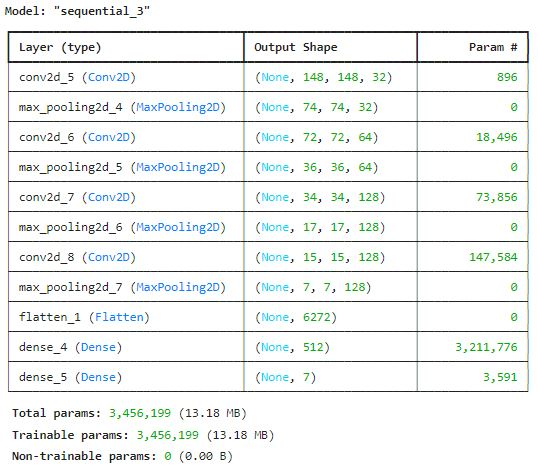 Model: "sequential_3"
Layer (type) Output Shape Param #
conv2d_5 (Conv2D) (None, 148, 148, 32) 896
max_pooling2d_4 (MaxPooling2D) (None, 74, 74, 32) 0
conv2d_6 (Conv2D) (None, 72, 72, 64) 18,496
max_pooling2d_5 (MaxPooling2D) (None, 36, 36, 64) 0
conv2d_7 (Conv2D) (None, 34, 34, 128) 73,856
max_pooling2d_6 (MaxPooling2D) (None, 17, 17, 128) 0
conv2d_8 (Conv2D) (None, 15, 15, 128) 147,584
max_pooling2d_7 (MaxPooling2D) (None, 7, 7, 128) 0
flatten_1 (Flatten) (None, 6272) 0
dense_4 (Dense) (None, 512) 3,211,776
dense_5 (Dense) (None, 7) 3,591
Total params: 3,456,199 (13.18 MB)
Trainable params: 3,456,199 (13.18 MB)
Non-trainable params: 0 (0.00 B)